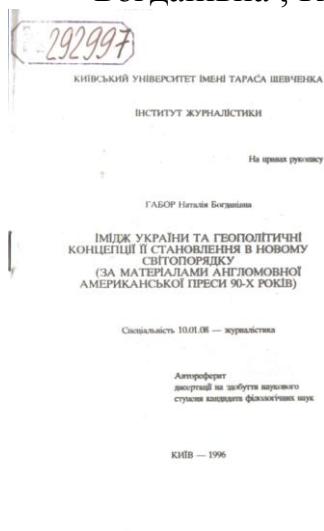 292997
КИЇВСЬКИЙ УНІВЕРСИТЕТ ІМЕНІ ТАРАСА ШЕВЧЕНКА
ІНСТИТУТ ЖУРНАЛІСТИКИ
На правах рукопису
ГАБОР Наталія Богданівна
ІМІДЖ УКРАЇНИ ТА ГЕОПОЛІТИЧНІ
КОНЦЕПЦІЇ ЇЇ СТАНОВЛЕННЯ В НОВОМУ
СВІТОПОРЯДКУ
(ЗА МАТЕРІАЛАМИ АНГЛОМОВНОЇ
АМЕРИКАНСЬКОЇ ПРЕСИ 90-Х РОКІВ)
Спеціальність 10.01.08 — журналістика
Автореферат
дисертації на здобуття наукового
ступеня кандидата філологічних наук
КИЇВ — 1996